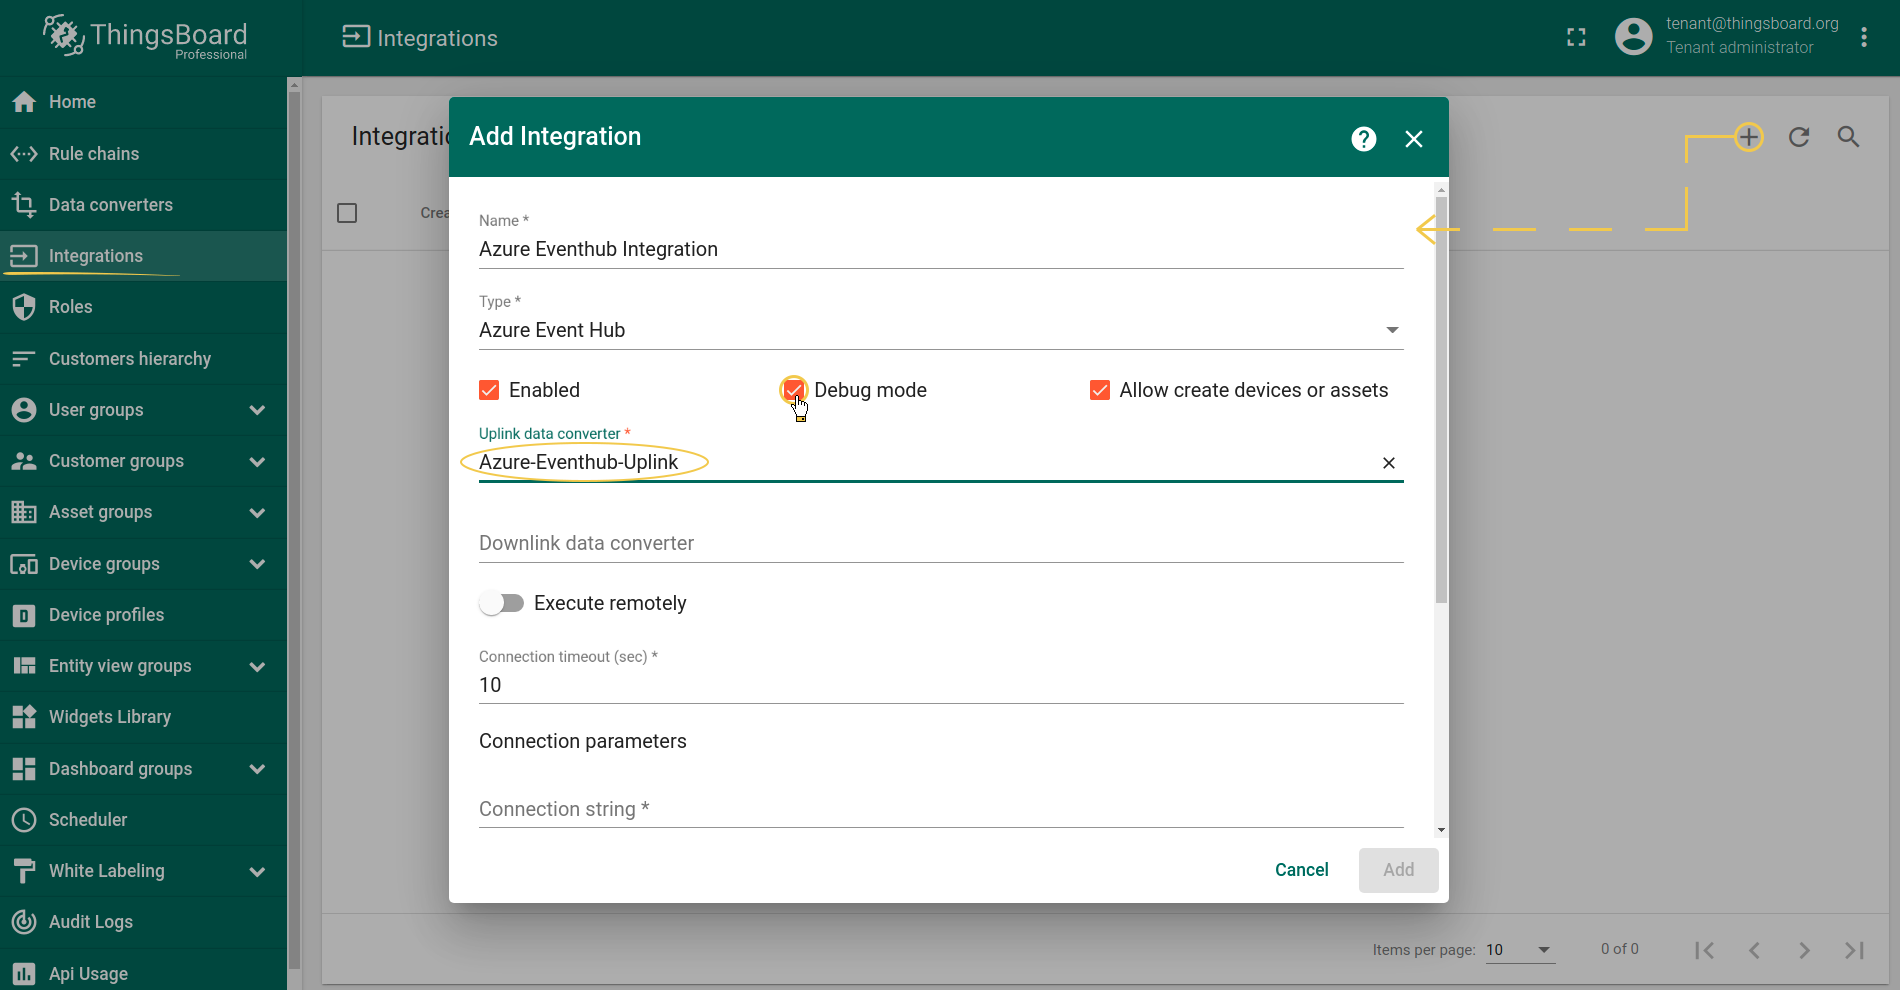 ThingsBoard
Professional
Integrations
tenant@thingsboard.org
Tenant administrator
Home
Rule chains
Data converters
Integrations
Roles
Customers hierarchy
User groups
Customer groups
Asset groups
Device groups
Device profiles
Entity view groups
Widgets Library
Dashboard groups
Scheduler
White Labeling
Audit Logs
Api Usage
Add Integration
Name *
Azure Eventhub Integration
Type *
Azure Event Hub
Enabled
Debug mode
Allow create devices or assets
Uplink data converter *
Azure-Eventhub-Uplink
Downlink data converter
Execute remotely
Connection timeout (sec) *
10
Connection parameters
Connection string *
Cancel
Add
Items per page: 10
0 of 0